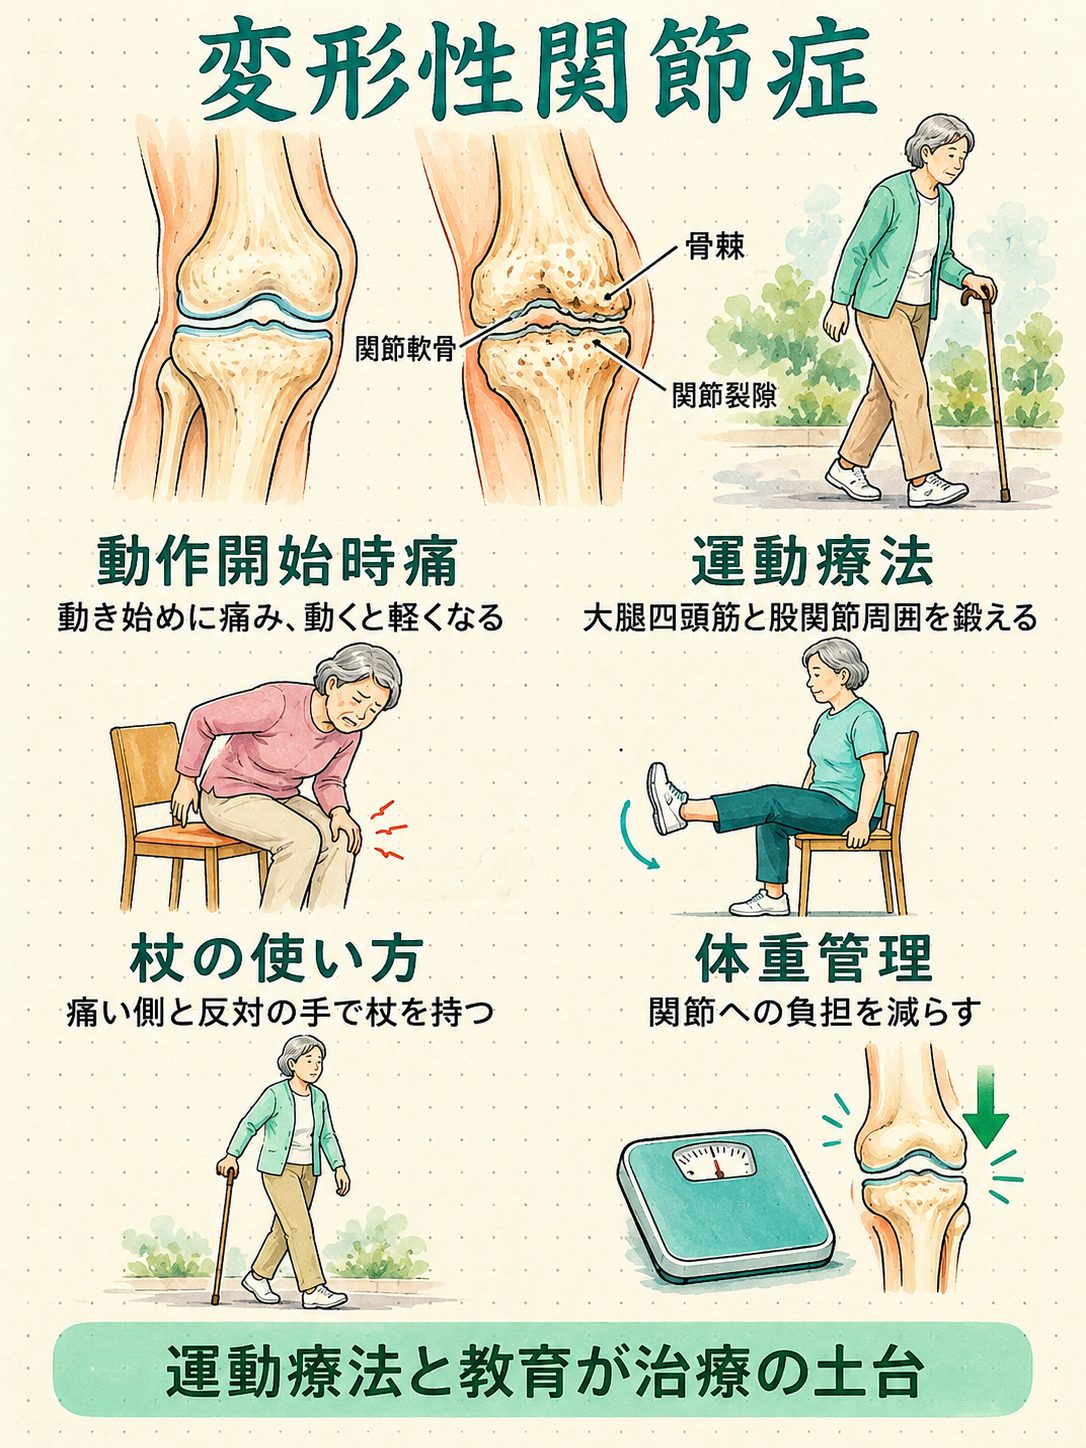 変形性関節症
骨棘
関節軟骨
関節裂隙
動作開始時痛
動き始めに痛み、動くと軽くなる
運動療法
大腿四頭筋と股関節周囲を鍛える
杖の使い方
痛い側と反対の手で杖を持つ
体重管理
関節への負担を減らす
運動療法と教育が治療の土台